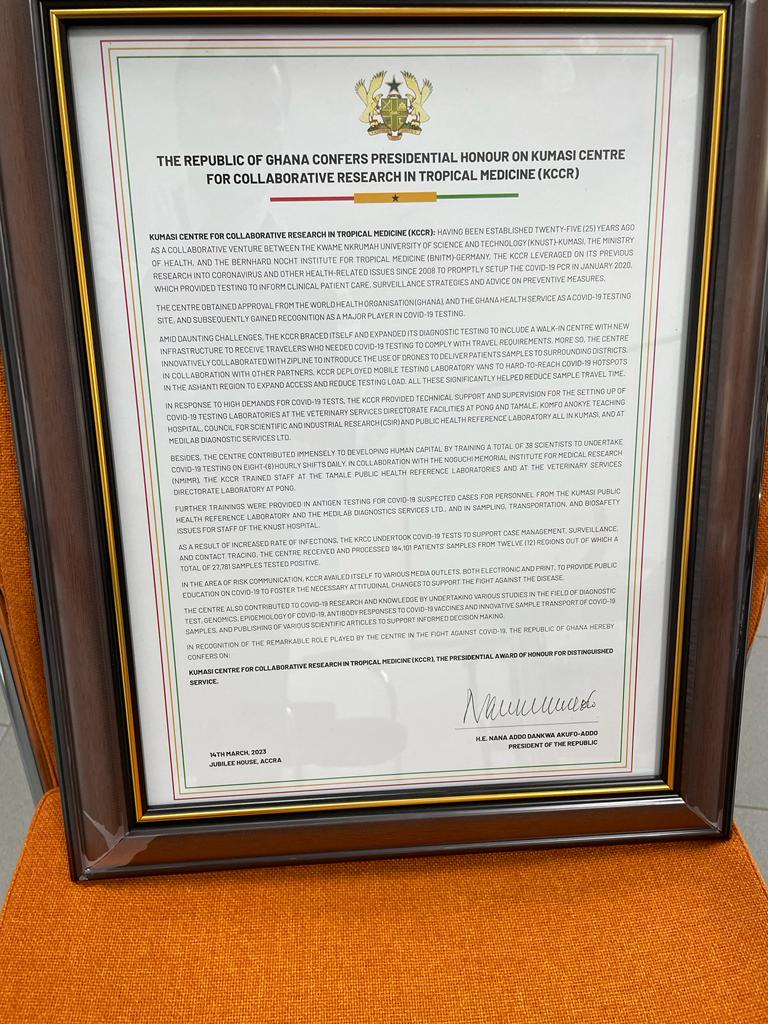 THE REPUBLIC OF GHANA CONFERS PRESIDENTIAL HONOUR ON KUMASI CENTRE
FOR COLLABORATIVE RESEARCH IN TROPICAL MEDICINE (KCCR)
KUMASI CENTRE FOR COLLABORATIVE RESEARCH IN TROPICAL MEDICINE (KCCR): HAVING BEEN ESTABLISHED TWENTY-FIVE (25) YEARS AGO
AS A COLLABORATIVE VENTURE BETWEEN THE KWAME NKRUMAH UNIVERSITY OF SCIENCE AND TECHNOLOGY (KNUST)-KUMASI, THE MINISTRY
OF HEALTH, AND THE BERNHARD NOCHT INSTITUTE FOR TROPICAL MEDICINE (BNITM)-GERMANY, THE KCCR LEVERAGED ON ITS PREVIOUS
RESEARCH INTO CORONAVIRUS AND OTHER HEALTH-RELATED ISSUES SINCE 2008 TO PROMPTLY SETUP THE COVID-19 PCR IN JANUARY 2020,
WHICH PROVIDED TESTING TO INFORM CLINICAL PATIENT CARE, SURVEILLANCE STRATEGIES AND ADVICE ON PREVENTIVE MEASURES.
THE CENTRE OBTAINED APPROVAL FROM THE WORLD HEALTH ORGANISATION (GHANA), AND THE GHANA HEALTH SERVICE AS A COVID-19 TESTING
SITE, AND SUBSEQUENTLY GAINED RECOGNITION AS A MAJOR PLAYER IN COVID-19 TESTING.
AMID DAUNTING CHALLENGES, THE KCCR BRACED ITSELF AND EXPANDED ITS DIAGNOSTIC TESTING TO INCLUDE A WALK-IN CENTRE WITH NEW
INFRASTRUCTURE TO RECEIVE TRAVELERS WHO NEEDED COVID-19 TESTING TO COMPLY WITH TRAVEL REQUIREMENTS. MORE SO, THE CENTRE
INNOVATIVELY COLLABORATED WITH ZIPLINE TO INTRODUCE THE USE OF DRONES TO DELIVER PATIENTS SAMPLES TO SURROUNDING DISTRICTS.
IN COLLABORATION WITH OTHER PARTNERS, KCCR DEPLOYED MOBILE TESTING LABORATORY VANS TO HARD-TO-REACH COVID-19 HOTSPOTS
IN THE ASHANTI REGION TO EXPAND ACCESS AND REDUCE TESTING LOAD. ALL THESE SIGNIFICANTLY HELPED REDUCE SAMPLE TRAVEL TIME.
IN RESPONSE TO HIGH DEMANDS FOR COVID-19 TESTS, THE KCCR PROVIDED TECHNICAL SUPPORT AND SUPERVISION FOR THE SETTING UP OF
COVID-19 TESTING LABORATORIES AT THE VETERINARY SERVICES DIRECTORATE FACILITIES AT PONG AND TAMALE, KOMFO ANOKYE TEACHING
HOSPITAL, COUNCIL FOR SCIENTIFIC AND INDUSTRIAL RESEARCH (CSIR) AND PUBLIC HEALTH REFERENCE LABORATORY ALL IN KUMASI, AND AT
MEDILAB DIAGNOSTIC SERVICES LTD.
BESIDES, THE CENTRE CONTRIBUTED IMMENSELY TO DEVELOPING HUMAN CAPITAL BY TRAINING A TOTAL OF 38 SCIENTISTS TO UNDERTAKE
COVID-19 TESTING ON EIGHT-(8) HOURLY SHIFTS DAILY. IN COLLABORATION WITH THE NOGUCHI MEMORIAL INSTITUTE FOR MEDICAL RESEARCH
(NMIMR), THE KCCR TRAINED STAFF AT THE TAMALE PUBLIC HEALTH REFERENCE LABORATORIES AND AT THE VETERINARY SERVICES
DIRECTORATE LABORATORY AT PONG.
FURTHER TRAININGS WERE PROVIDED IN ANTIGEN TESTING FOR COVID-19 SUSPECTED CASES FOR PERSONNEL FROM THE KUMASI PUBLIC
HEALTH REFERENCE LABORATORY AND THE MEDILAB DIAGNOSTICS SERVICES LTD., AND IN SAMPLING, TRANSPORTATION, AND BIOSAFETY
ISSUES FOR STAFF OF THE KNUST HOSPITAL.
AS A RESULT OF INCREASED RATE OF INFECTIONS, THE KRCC UNDERTOOK COVID-19 TESTS TO SUPPORT CASE MANAGEMENT, SURVEILLANCE,
AND CONTACT TRACING. THE CENTRE RECEIVED AND PROCESSED 184,101 PATIENTS' SAMPLES FROM TWELVE (12) REGIONS OUT OF WHICH A
TOTAL OF 27,781 SAMPLES TESTED POSITIVE.
IN THE AREA OF RISK COMMUNICATION, KCCR AVAILED ITSELF TO VARIOUS MEDIA OUTLETS, BOTH ELECTRONIC AND PRINT, TO PROVIDE PUBLIC
EDUCATION ON COVID-19 TO FOSTER THE NECESSARY ATTITUDINAL CHANGES TO SUPPORT THE FIGHT AGAINST THE DISEASE.
THE CENTRE ALSO CONTRIBUTED TO COVID-19 RESEARCH AND KNOWLEDGE BY UNDERTAKING VARIOUS STUDIES IN THE FIELD OF DIAGNOSTIC
TEST, GENOMICS, EPIDEMIOLOGY OF COVID-19, ANTIBODY RESPONSES TO COVID-19 VACCINES AND INNOVATIVE SAMPLE TRANSPORT OF COVID-19
SAMPLES, AND PUBLISHING OF VARIOUS SCIENTIFIC ARTICLES TO SUPPORT INFORMED DECISION MAKING.
IN RECOGNITION OF THE REMARKABLE ROLE PLAYED BY THE CENTRE IN THE FIGHT AGAINST COVID-19, THE REPUBLIC OF GHANA HEREBY
CONFERS ON:
KUMASI CENTRE FOR COLLABORATIVE RESEARCH IN TROPICAL MEDICINE (KCCR), THE PRESIDENTIAL AWARD OF HONOUR FOR DISTINGUISHED
SERVICE.
H.E. NANA ADDO DANKWA AKUFO-ADDO
PRESIDENT OF THE REPUBLIC
14TH MARCH, 2023
JUBILEE HOUSE, ACCRA